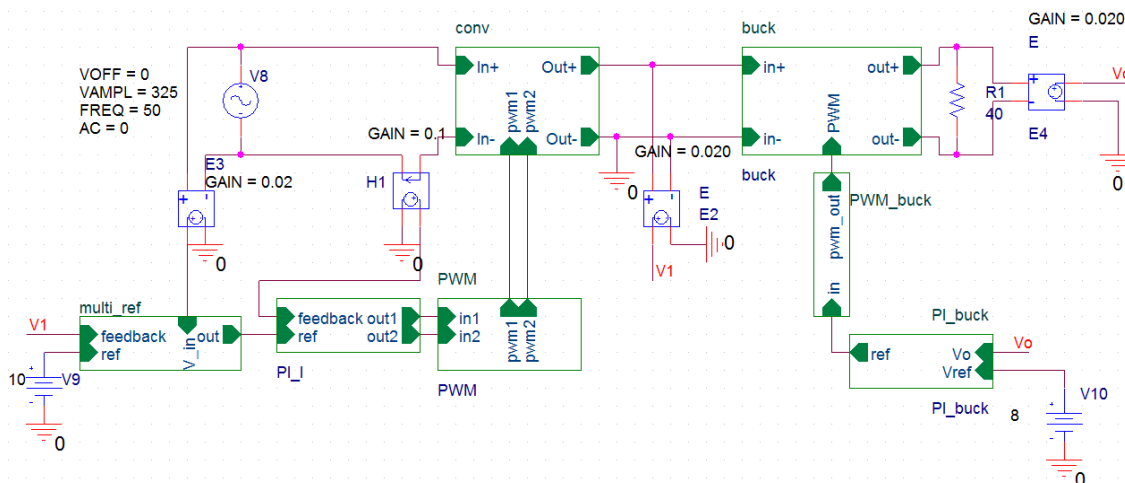 conv
buck
GAIN = 0.020
E
VOFF = 0
VAMPL = 325
FREQ = 50
AC = 0
V8
In+
Out+
pwm1
pwm2
in+
out+
PWM
R1
40
E4
GAIN = 0.1
In-
Out-
in-
out-
GAIN = 0.020
E3
GAIN = 0.02
H1
0
buck
0
E
E2
PWM_buck
pwm_out
in
0
0
0
V1
multi_ref
PWM
V1
feedback
ref
V_in
out
feedback
ref
out1
out2
in1
in2
pwm1
pwm2
PI_buck
ref
Vo
Vref
Vo
10
V9
PI_I
PWM
PI_buck
8
V10
0
0